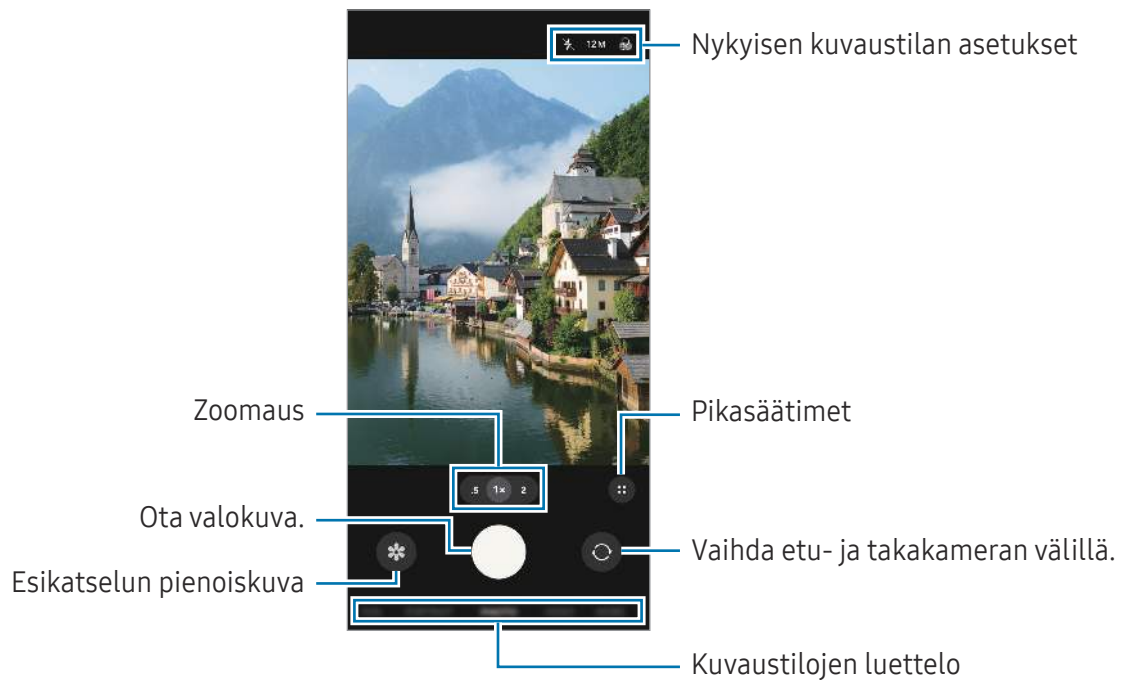 12M
Nykyisen kuvaustilan asetukset
Zoomaus
Pikasäätimet
.5 1x 2
Ota valokuva.
Vaihda etu- ja takakameran välillä.
Esikatselun pienoiskuva
Kuvaustilojen luettelo